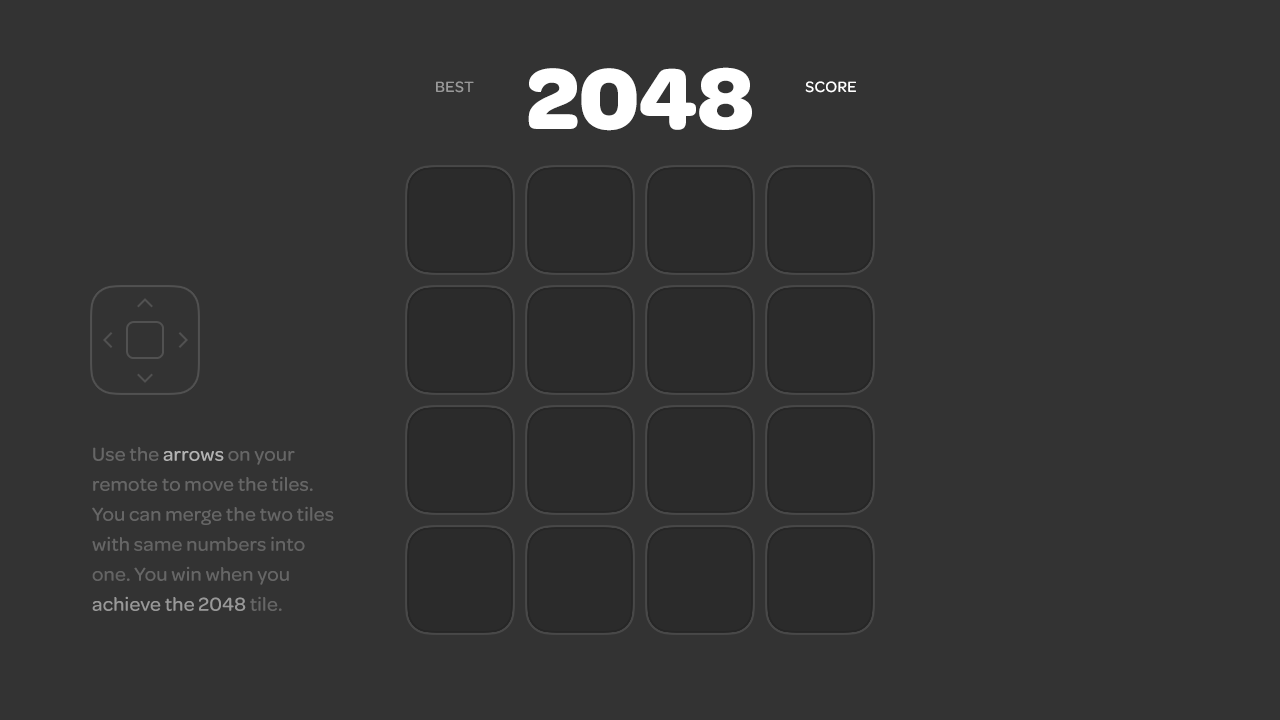 BEST
2048
SCORE
Use the arrows on your
remote to move the tiles.
You can merge the two tiles
with same numbers into
one. You win when you
achieve the 2048 tile.